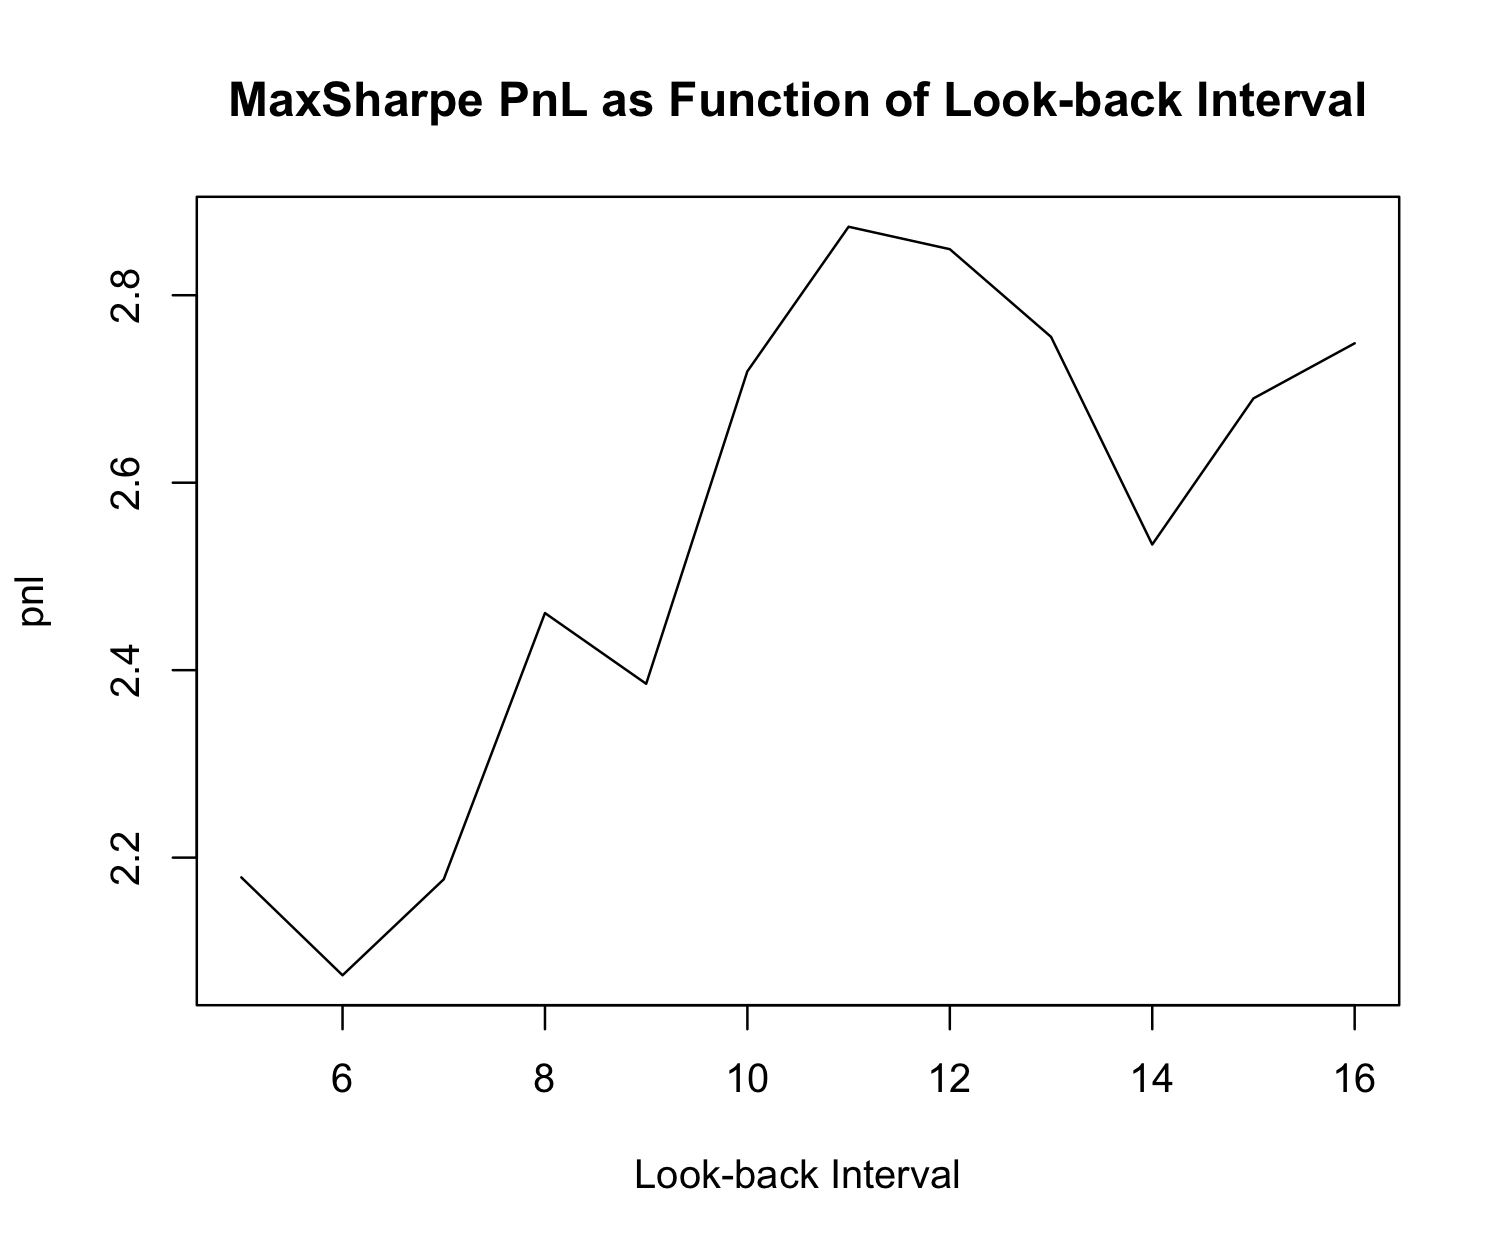 MaxSharpe PnL as Function of Look-back Interval
2.8
2.6
2.4
2.2
pnl
6 8 10 12 14 16
Look-back Interval